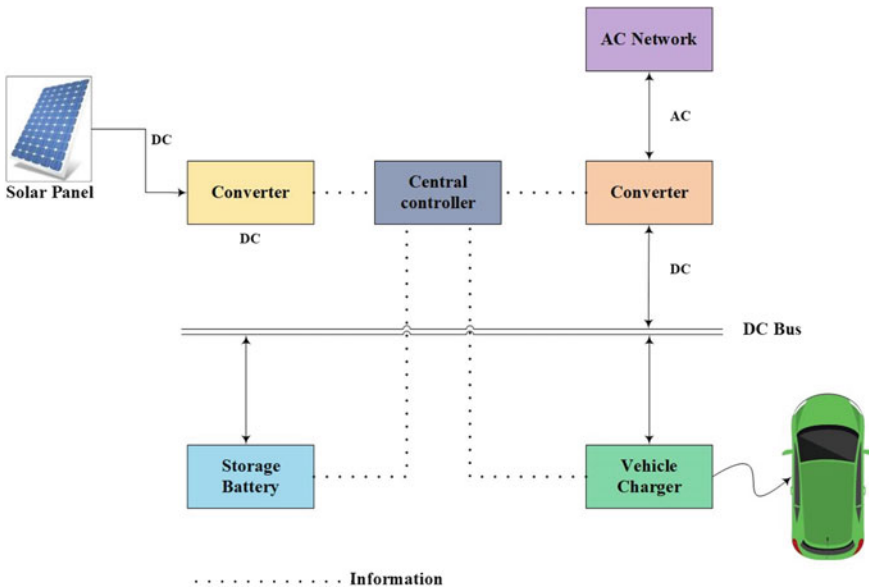 AC Network
DC
AC
Solar Panel
Converter
Central
controller
Converter
DC
DC
DC Bus
Storage
Battery
Vehicle
Charger
Information